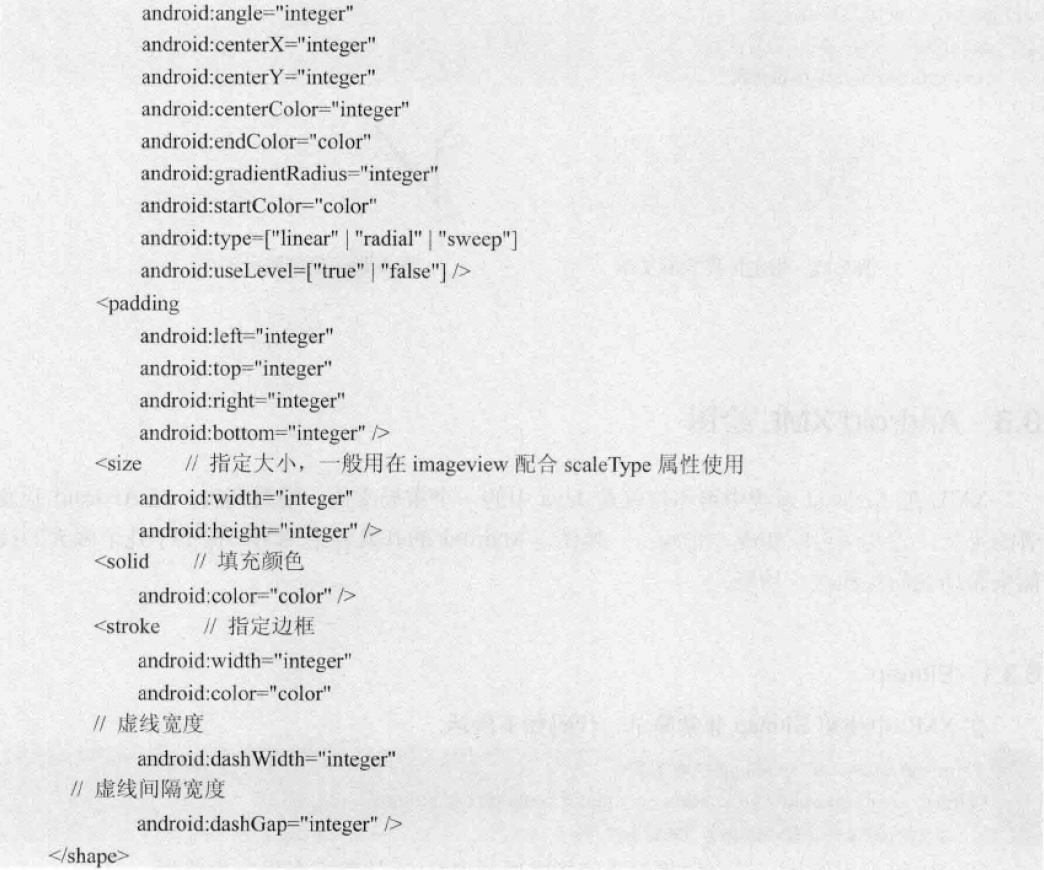 android:angle="integer"
android:centerX="integer"
android:centerY="integer"
android:centerColor="integer"
android:endColor="color"
android:gradientRadius="integer"
android:startColor="color"
android:type=["linear" | "radial" | "sweep"]
android:useLevel=["true" | "false"] />
<padding
android:left="integer"
android:top="integer"
android:right="integer"
android:bottom="integer" />
<size // 指定大小，一般用在 imageview 配合 scaleType 属性使用
android:width="integer"
android:height="integer" />
<solid // 填充颜色
android:color="color" />
<stroke // 指定边框
android:width="integer"
android:color="color"
// 虚线宽度
android:dashWidth="integer"
// 虚线间隔宽度
android:dashGap="integer" />
</shape>